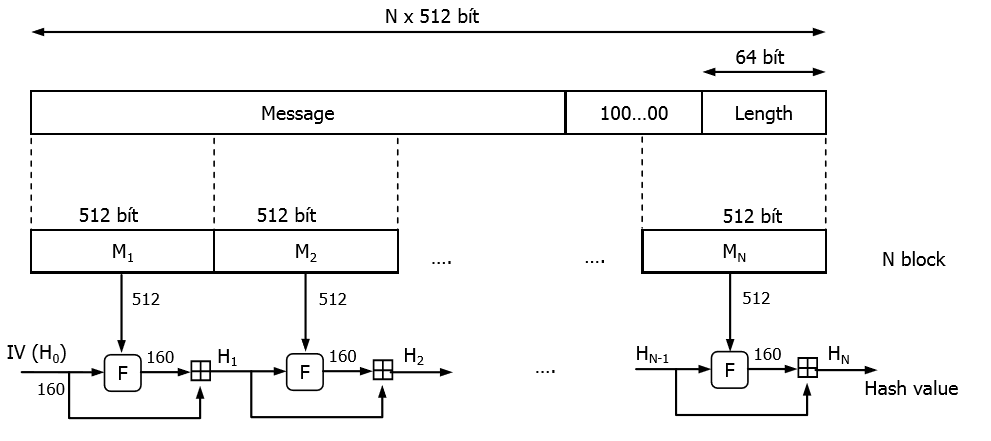 N x 512 bít
64 bít
Message
100...00
Length
512 bít
512 bít
512 bít
M1
M2
....
....
MN
N block
512
512
512
IV (H0)
F
160
H1
F
160
H2
....
HN-1
F
160
HN
160
Hash value